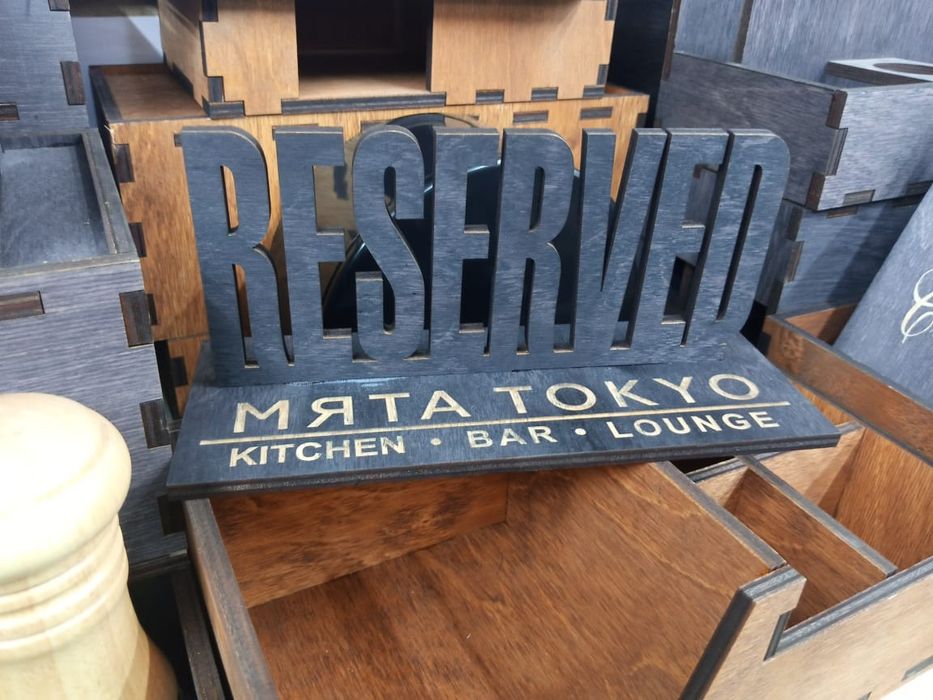 RESERVED
МЯТА TOKYO
KITCHEN • BAR • LOUNGE